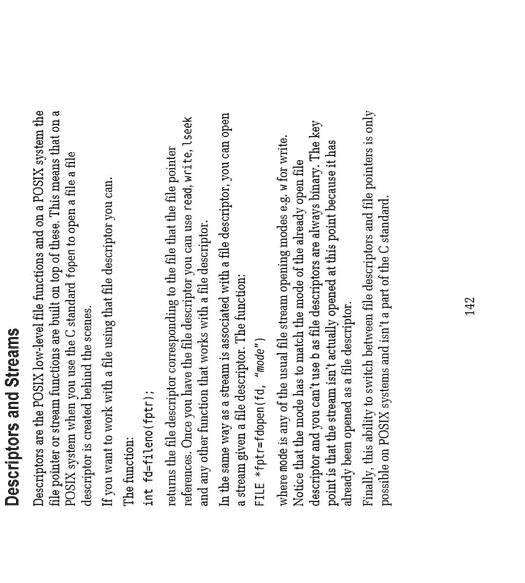 Descriptors and Streams
Descriptors are the POSIX low-level file functions and on a POSIX system the
file pointer or stream functions are built on top of these. This means that on a
POSIX system when you use the C standard fopen to open a file a file
descriptor is created behind the scenes.
If you want to work with a file using that file descriptor you can.
The function:
int fd=fileno(fptr);
returns the file descriptor corresponding to the file that the file pointer
references. Once you have the file descriptor you can use read, write, lseek
and any other function that works with a file descriptor.
In the same way as a stream is associated with a file descriptor, you can open
a stream given a file descriptor. The function:
FILE *fptr=fdopen(fd, “mode”)
where mode is any of the usual file stream opening modes e.g. w for write.
Notice that the mode has to match the mode of the already open file
descriptor and you can't use b as file descriptors are always binary. The key
point is that the stream isn't actually opened at this point because it has
already been opened as a file descriptor.
Finally, this ability to switch between file descriptors and file pointers is only
possible on POSIX systems and isn't a part of the C standard.
142